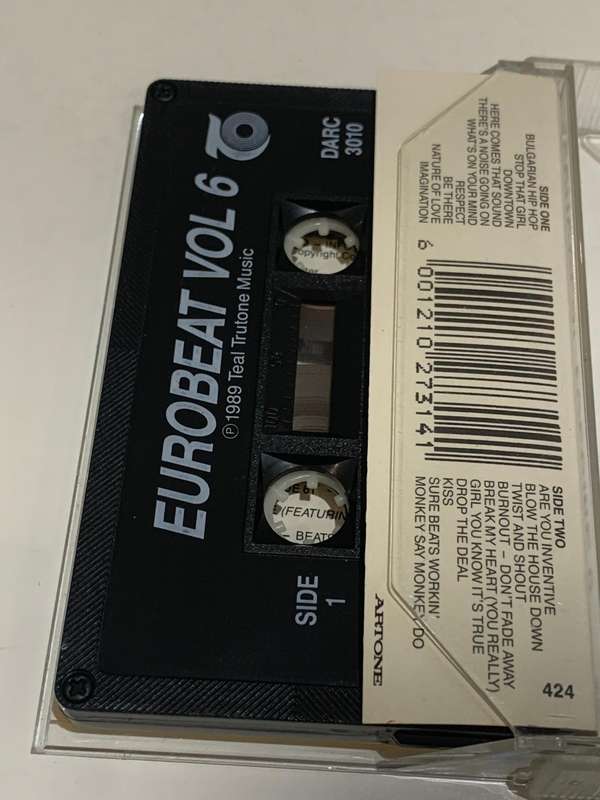 EUROBEAT VOL 6
℗1989 Teal Trutone Music
DARC
3010
SIDE
1
INE
opyright Co
(FEATURIN
– BEATS
SIDE ONE
BULGARIAN HIP HOP
STOP THAT GIRL
DOWNTOWN
HERE COMES THAT SOUND
THERE'S A NOISE GOING ON
WHAT'S ON YOUR MIND
RESPECT
BE THERE
NATURE OF LOVE
IMAGINATION
6 001210 273141
SIDE TWO
ARE YOU INVENTIVE
BLOW THE HOUSE DOWN
TWIST AND SHOUT
BURNOUT – DON'T FADE AWAY
BREAK MY HEART (YOU REALLY)
GIRL, YOU KNOW IT'S TRUE
DROP THE DEAL
KISS
SURE BEATS WORKIN'
MONKEY SAY MONKEY DO
ARTONE
424